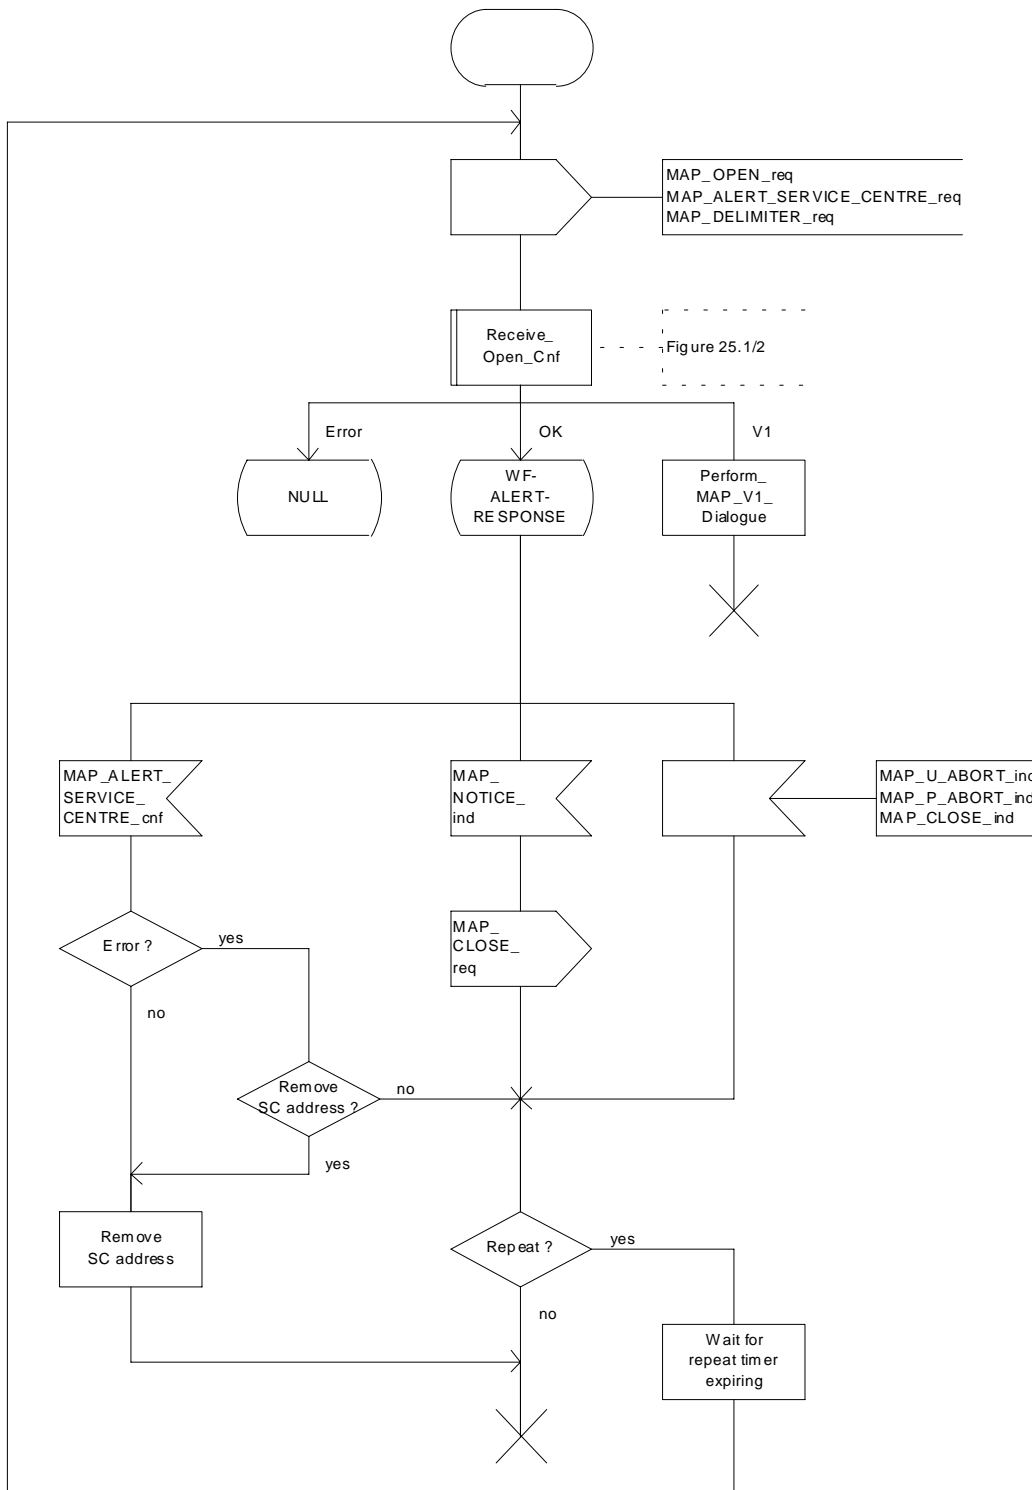 MAP_OPEN_req
MAP_ALERT_SERVICE_CENTRE_req
MAP_DELIMITER_req
Receive_
Open_Cnf
Figure 25.1/2
Error
OK
V1
NULL
WF-
ALERT-
RESPONSE
Perform_
MAP_V1_
Dialogue
MAP_ALERT_
SERVICE_
CENTRE_cnf
MAP_
NOTICE_
ind
MAP_U_ABORT_ind
MAP_P_ABORT_ind
MAP_CLOSE_ind
Error ?
yes
no
MAP_
CLOSE_
req
Remove
SC address ?
no
yes
Remove
SC address
Repeat ?
yes
no
Wait for
repeat timer
expiring